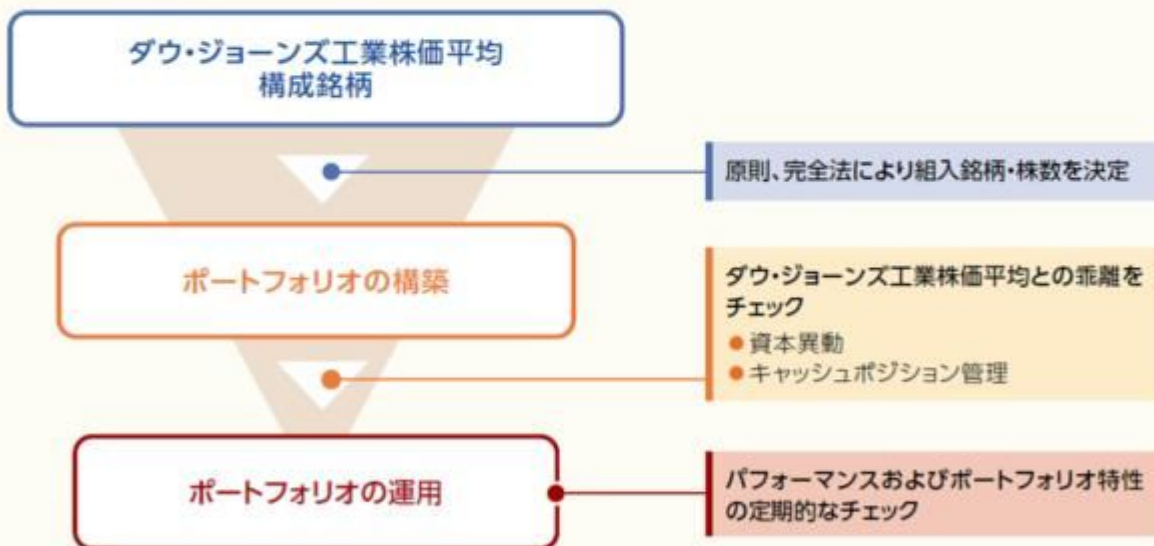 ダウ・ジョーンズ工業株価平均
構成銘柄
原則、完全法により組入銘柄・株数を決定
ポートフォリオの構築
ダウ・ジョーンズ工業株価平均との乖離を
チェック
●資本異動
●キャッシュポジション管理
ポートフォリオの運用
パフォーマンスおよびポートフォリオ特性
の定期的なチェック